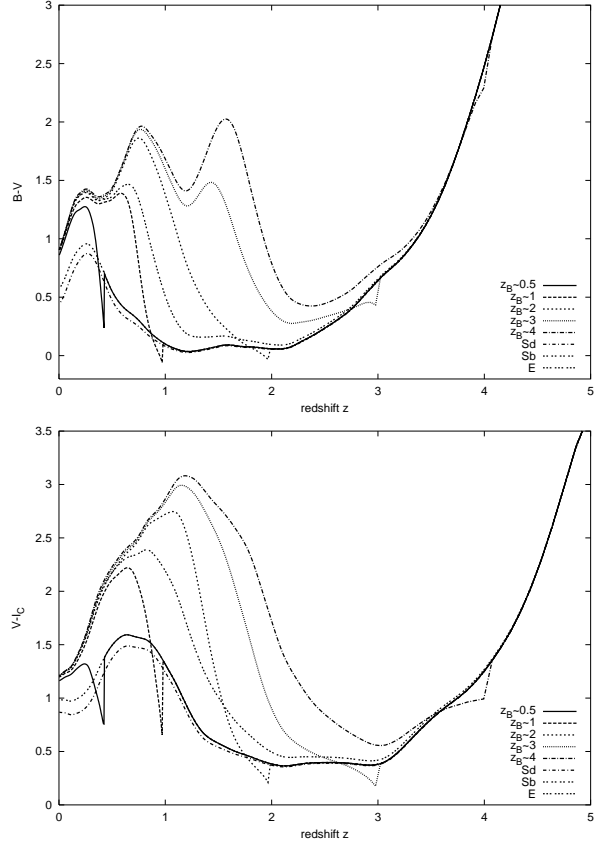 3
2.5
2
1.5
1
0.5
0
B-V
0 1 2 3 4 5
redshift z
z_B~0.5
z_B~1
z_B~2
z_B~3
z_B~4
Sd
Sb
E
3.5
3
2.5
2
1.5
1
0.5
0
V-I_C
0 1 2 3 4 5
redshift z
z_B~0.5
z_B~1
z_B~2
z_B~3
z_B~4
Sd
Sb
E